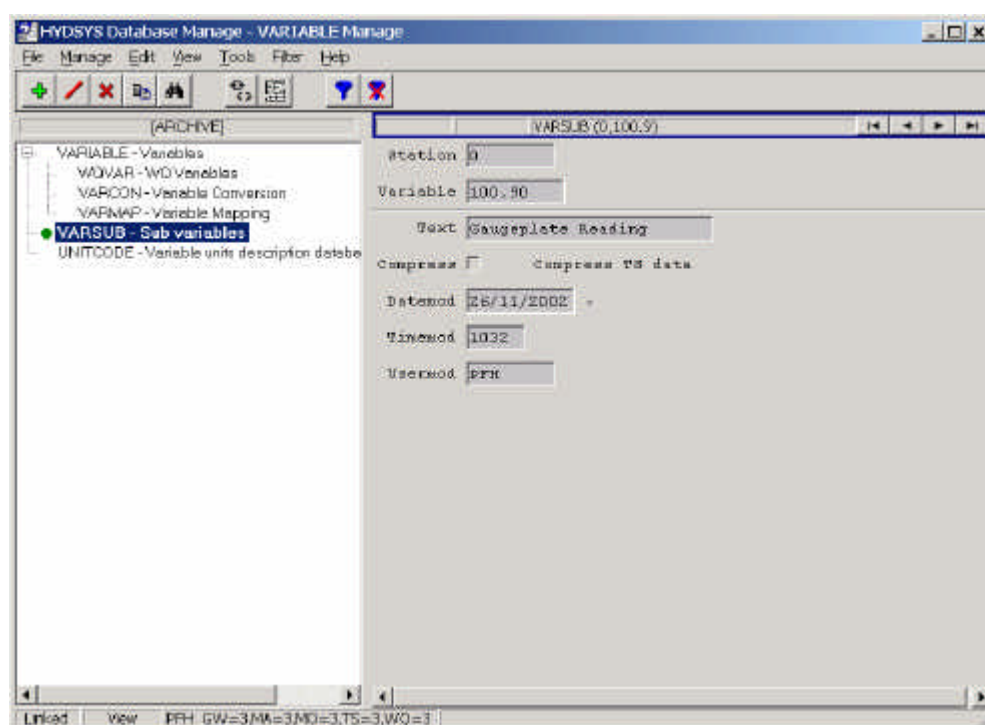 HYDSYS Database Manage - VARIABLE Manage
File Manage Edit View Tools Filter Help
[ARCHIVE]
VARSUB (0,100.9)
VARIABLE - Variables
WQVAR - WQ Variables
VARCON - Variable Conversion
VARMAP - Variable Mapping
VARSUB - Sub variables
UNITCODE - Variable units description databe
Station 0
Variable 100.90
Text Gaugeplate Reading
Compress Compress TS data
Datemod 26/11/2002
Timemod 1032
Usermod PFH
Linked View PFH GW=3,MA=3,MO=3,TS=3,WQ=3